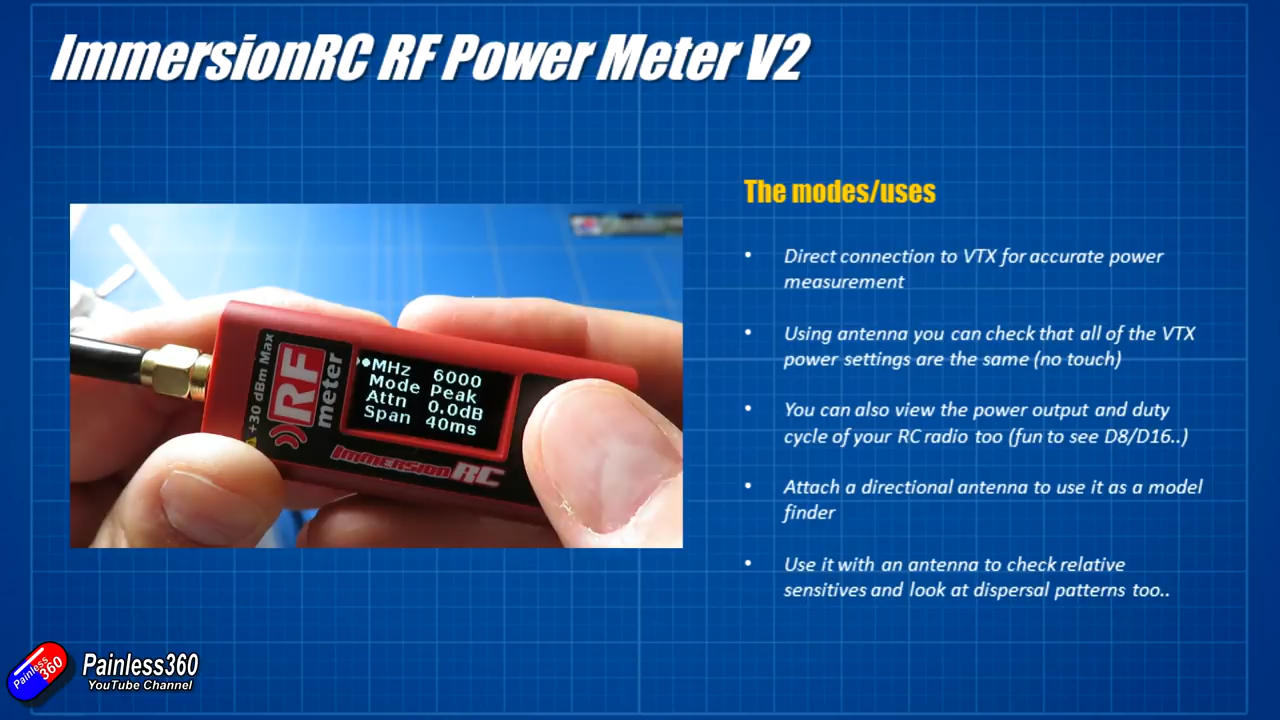 ImmersionRC RF Power Meter V2
The modes/uses
• Direct connection to VTX for accurate power
measurement
• Using antenna you can check that all of the VTX
power settings are the same (no touch)
• You can also view the power output and duty
cycle of your RC radio too (fun to see D8/D16..)
• Attach a directional antenna to use it as a model
finder
• Use it with an antenna to check relative
sensitives and look at dispersal patterns too..
+30 dBm Max
RF
meter
MHz 6000
Mode Peak
Attn 0.0dB
Span 40ms
ImmersionRC
Painless
360
Painless360
YouTube Channel